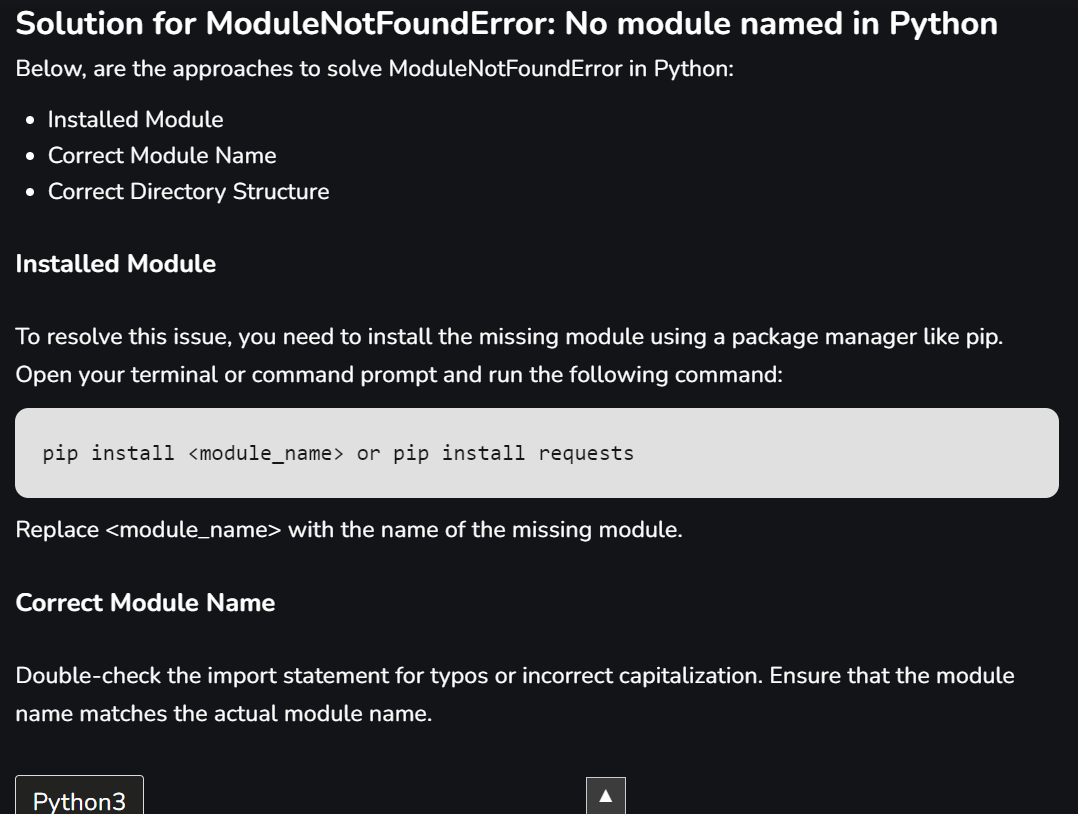 Solution for ModuleNotFoundError: No module named in Python
Below, are the approaches to solve ModuleNotFoundError in Python:
• Installed Module
• Correct Module Name
• Correct Directory Structure
Installed Module
To resolve this issue, you need to install the missing module using a package manager like pip.
Open your terminal or command prompt and run the following command:
pip install <module_name> or pip install requests
Replace <module_name> with the name of the missing module.
Correct Module Name
Double-check the import statement for typos or incorrect capitalization. Ensure that the module
name matches the actual module name.
Python3